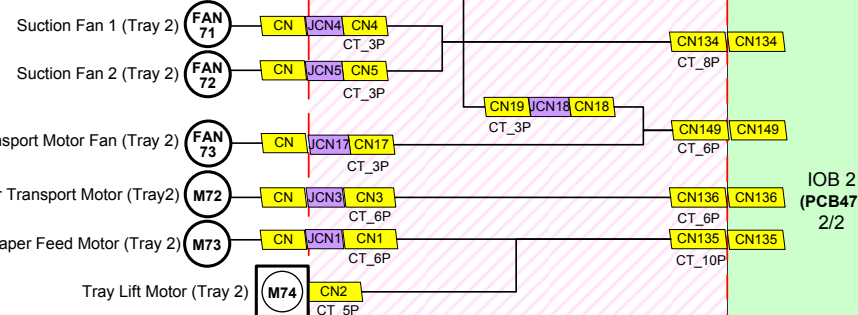 Suction Fan 1 (Tray 2) FAN 71 CN JCN4 CN4 CT_3P
CN134 CN134 CT_8P
Suction Fan 2 (Tray 2) FAN 72 CN JCN5 CN5 CT_3P
CN19 JCN18 CN18 CT_3P
nsport Motor Fan (Tray 2) FAN 73 CN JCN17 CN17 CT_3P
CN149 CN149 CT_6P
r Transport Motor (Tray2) M72 CN JCN3 CN3 CT_6P
CN136 CN136 CT_6P
IOB 2
(PCB47
2/2
aper Feed Motor (Tray 2) M73 CN JCN1 CN1 CT_6P
CN135 CN135 CT_10P
Tray Lift Motor (Tray 2) M74 CN2 CT_5P